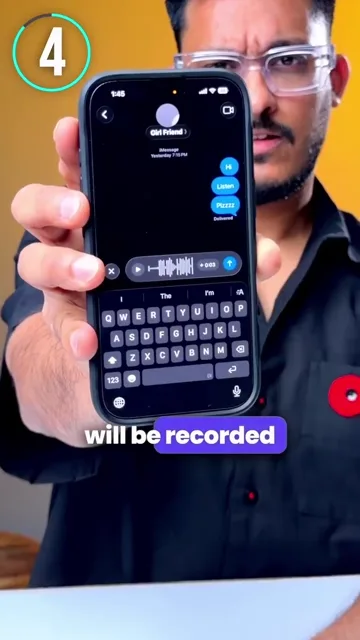 4
1:45
Girl Friend
iMessage
Yesterday 7:15 PM
Hi
Listen
Plzzzz
Delivered
+ 0:03
I The I'm
Q W E R T Y U I O P
A S D F G H J K L
Z X C V B N M
123
will be recorded